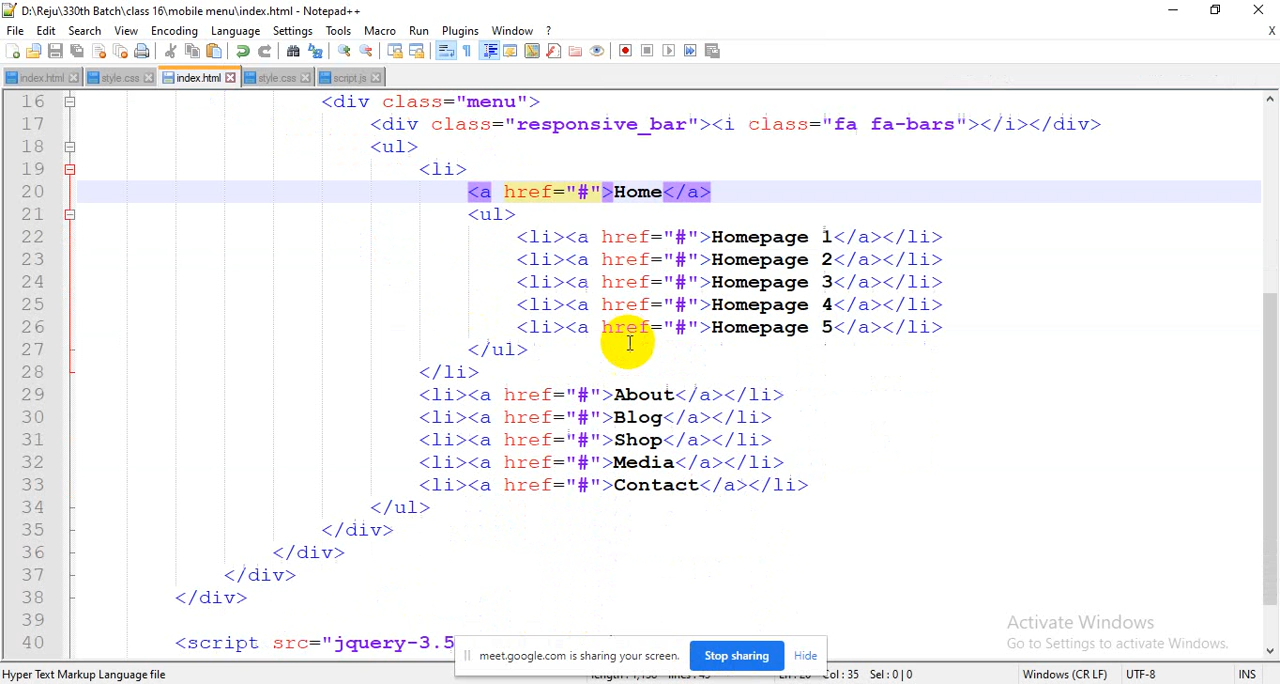 D:\Reju\330th Batch\class 16\mobile menu\index.html - Notepad++
File Edit Search View Encoding Language Settings Tools Macro Run Plugins Window ? X
index.html style.css index.html style.css script.js
16 <div class="menu">
17 <div class="responsive_bar"><i class="fa fa-bars"></i></div>
18 <ul>
19 <li>
20 <a href="#">Home</a>
21 <ul>
22 <li><a href="#">Homepage 1</a></li>
23 <li><a href="#">Homepage 2</a></li>
24 <li><a href="#">Homepage 3</a></li>
25 <li><a href="#">Homepage 4</a></li>
26 <li><a href="#">Homepage 5</a></li>
27 </ul>
28 </li>
29 <li><a href="#">About</a></li>
30 <li><a href="#">Blog</a></li>
31 <li><a href="#">Shop</a></li>
32 <li><a href="#">Media</a></li>
33 <li><a href="#">Contact</a></li>
34 </ul>
35 </div>
36 </div>
37 </div>
38 </div>
39
40 <script src="jquery-3.5
Activate Windows
Go to Settings to activate Windows.
meet.google.com is sharing your screen. Stop sharing Hide
Hyper Text Markup Language file Col : 35 Sel : 0 | 0 Windows (CR LF) UTF-8 INS